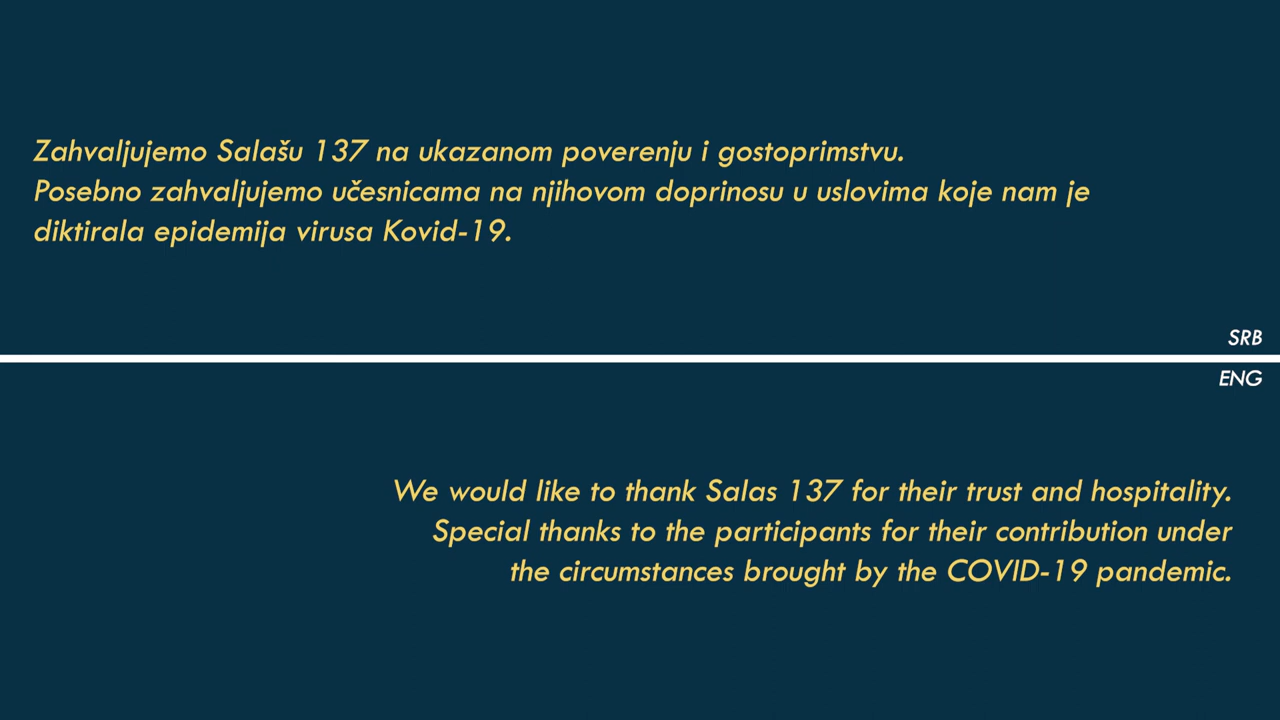 Zahvaljujemo Salašu 137 na ukazanom poverenju i gostoprimstvu.
Posebno zahvaljujemo učesnicama na njihovom doprinosu u uslovima koje nam je
diktirala epidemija virusa Kovid-19.
SRB
ENG
We would like to thank Salas 137 for their trust and hospitality.
Special thanks to the participants for their contribution under
the circumstances brought by the COVID-19 pandemic.